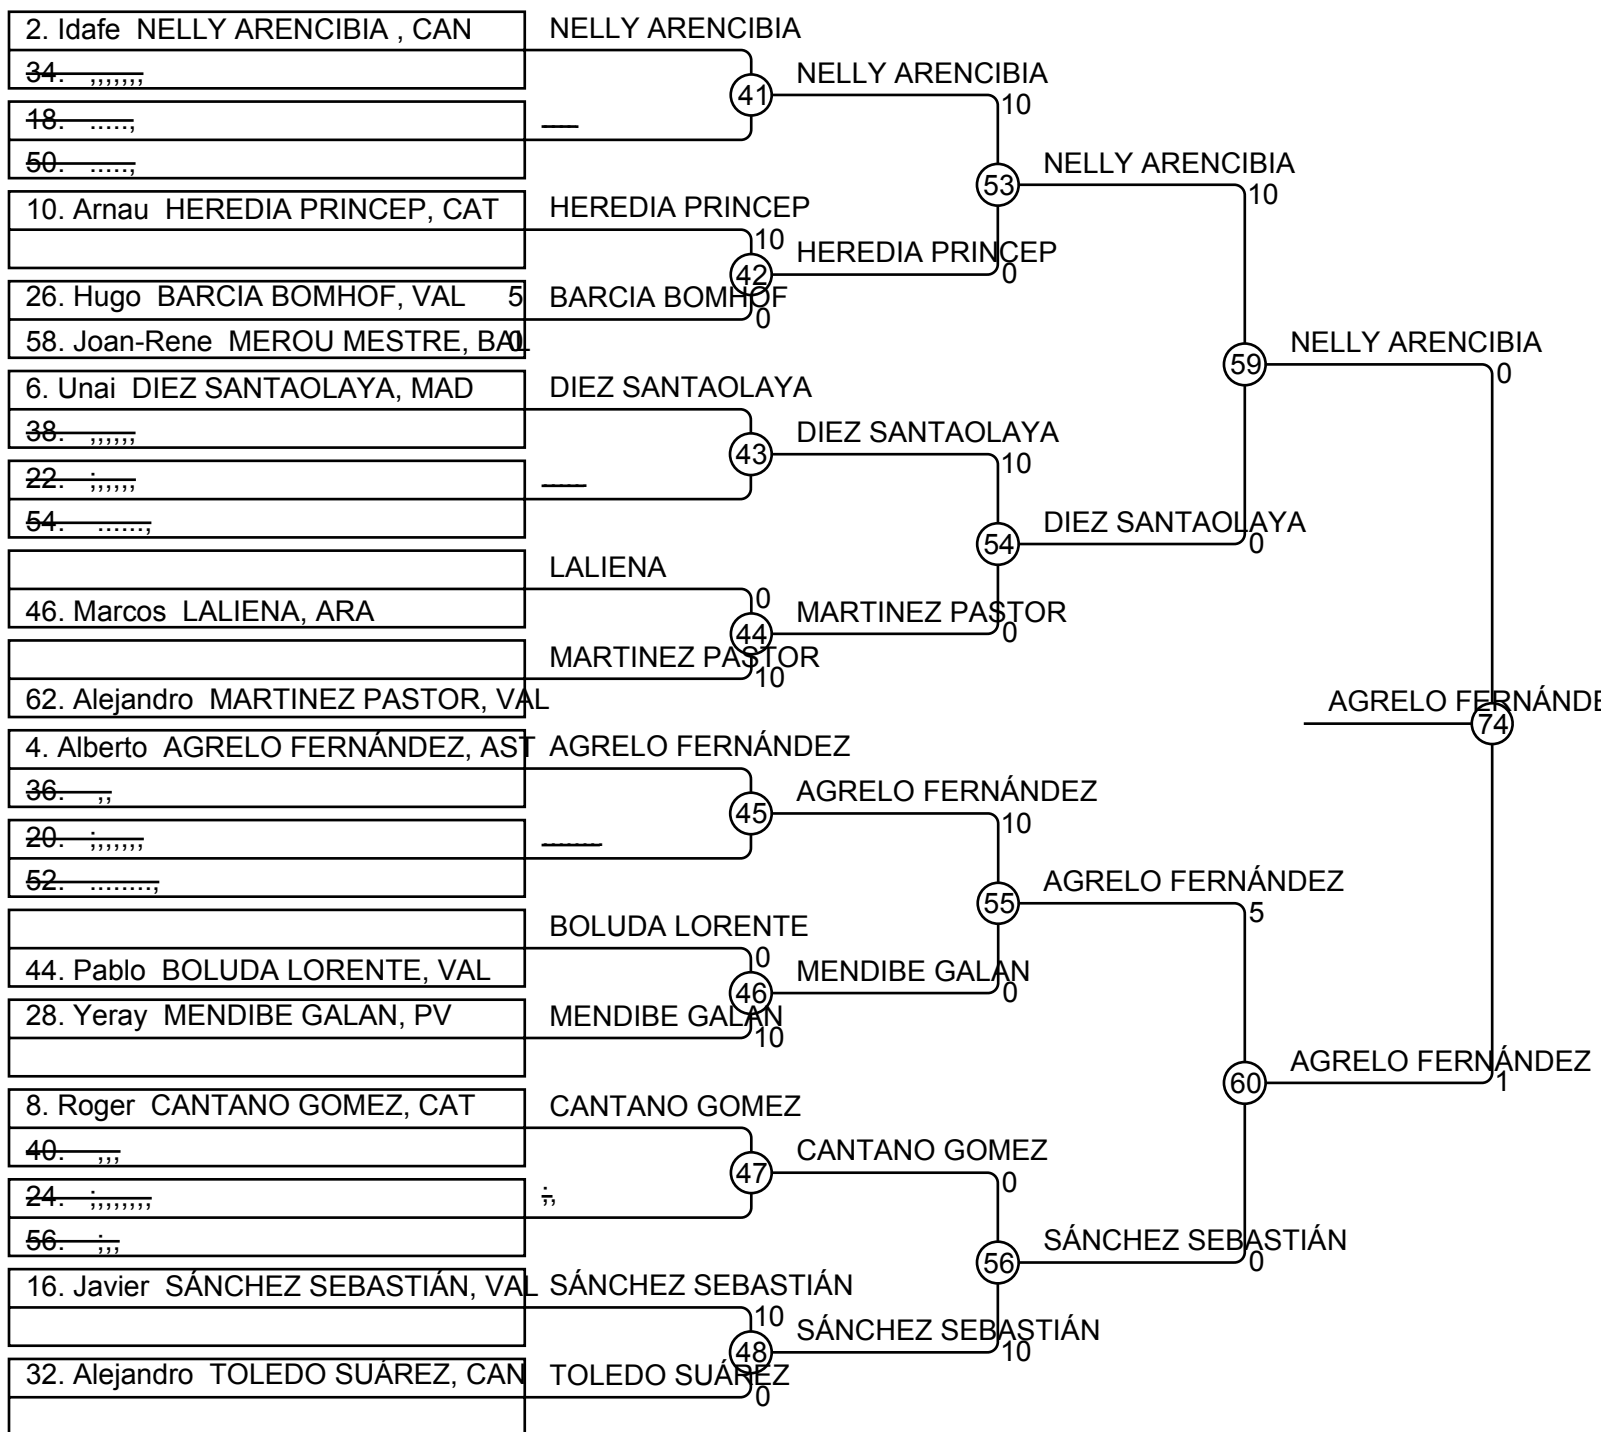 2. Idafe NELLY ARENCIBIA , CAN
34. ;,,,,,,
18. .....;
50. .....;
10. Arnau HEREDIA PRINCEP, CAT
26. Hugo BARCIA BOMHOF, VAL 5
58. Joan-Rene MEROU MESTRE, BAL 0
6. Unai DIEZ SANTAOLAYA, MAD
38. ,,,,,,
22. ;,,,,,
54. ......,
46. Marcos LALIENA, ARA
62. Alejandro MARTINEZ PASTOR, VAL
4. Alberto AGRELO FERNÁNDEZ, AST
36. ,,
20. ;,,,,,,
52. ........,
44. Pablo BOLUDA LORENTE, VAL
28. Yeray MENDIBE GALAN, PV
8. Roger CANTANO GOMEZ, CAT
40. ,,,
24. ;,,,,,,,
56. ;,,
16. Javier SÁNCHEZ SEBASTIÁN, VAL
32. Alejandro TOLEDO SUÁREZ, CAN
NELLY ARENCIBIA
41
HEREDIA PRINCEP
10
42
BARCIA BOMHOF
0
DIEZ SANTAOLAYA
43
LALIENA
0
44
MARTINEZ PASTOR
10
AGRELO FERNÁNDEZ
45
BOLUDA LORENTE
0
46
MENDIBE GALAN
10
CANTANO GOMEZ
47
;,
SÁNCHEZ SEBASTIÁN
10
48
TOLEDO SUÁREZ
0
NELLY ARENCIBIA
10
53
HEREDIA PRINCEP
0
DIEZ SANTAOLAYA
10
54
MARTINEZ PASTOR
0
AGRELO FERNÁNDEZ
10
55
MENDIBE GALAN
0
CANTANO GOMEZ
0
56
SÁNCHEZ SEBASTIÁN
10
NELLY ARENCIBIA
10
59
DIEZ SANTAOLAYA
0
AGRELO FERNÁNDEZ
5
60
SÁNCHEZ SEBASTIÁN
0
NELLY ARENCIBIA
0
74
AGRELO FERNÁNDEZ
1
AGRELO FERNÁNDE